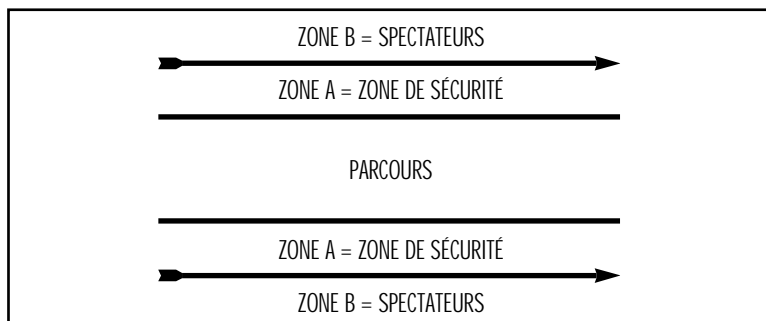 ZONE B = SPECTATEURS
ZONE A = ZONE DE SÉCURITÉ
PARCOURS
ZONE A = ZONE DE SÉCURITÉ
ZONE B = SPECTATEURS